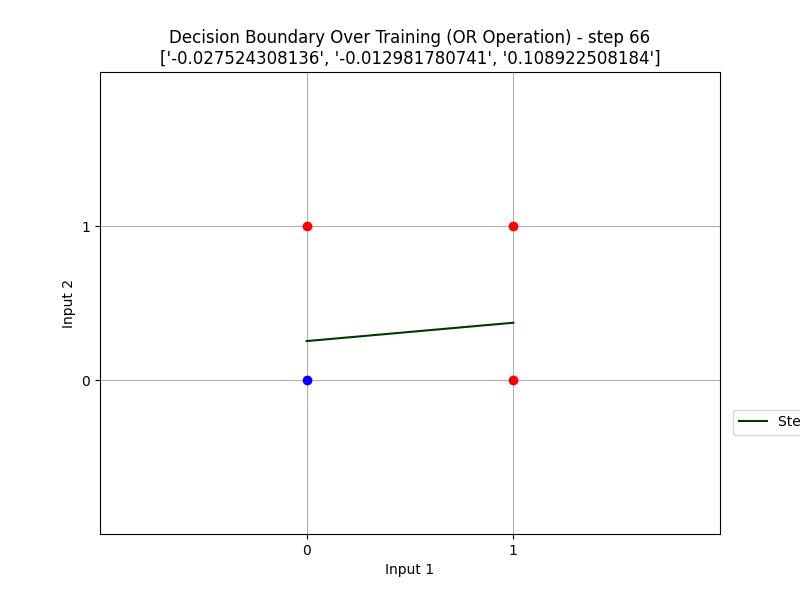 Decision Boundary Over Training (OR Operation) - step 66
['-0.027524308136', '-0.012981780741', '0.108922508184']
Input 2
1
0
0
1
Input 1
Ste